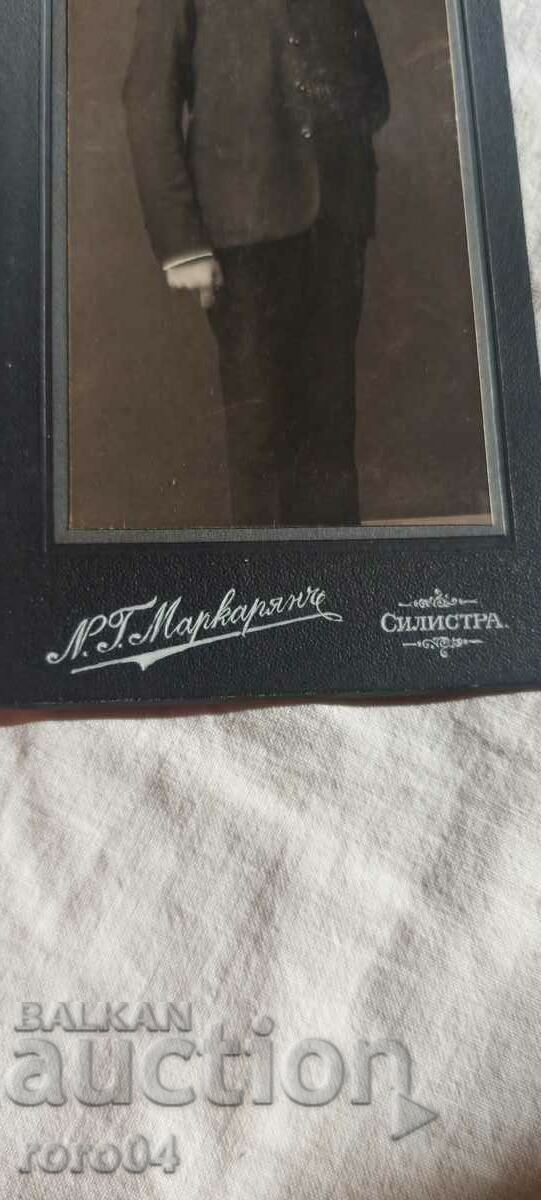 N. Г. Маркарянъ
СИЛИСТРА.
BALKAN
auction
roro04